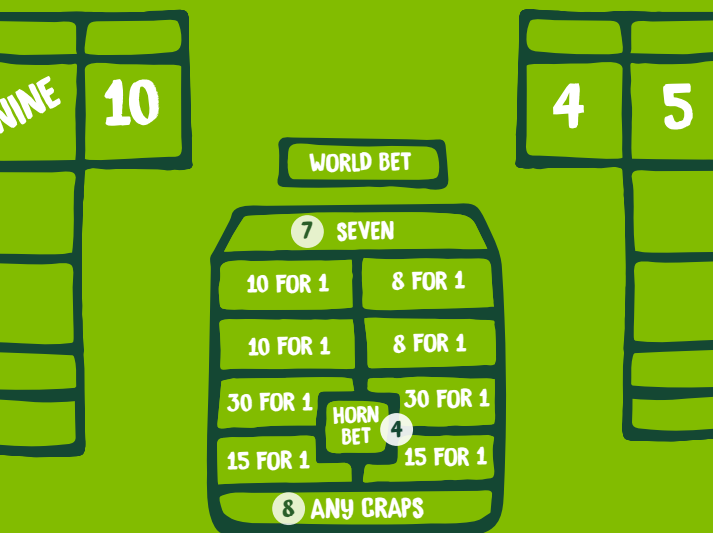 NINE
10
4
5
WORLD BET
7 SEVEN
10 FOR 1
8 FOR 1
10 FOR 1
8 FOR 1
30 FOR 1
30 FOR 1
HORN
BET
4
15 FOR 1
15 FOR 1
8 ANY CRAPS